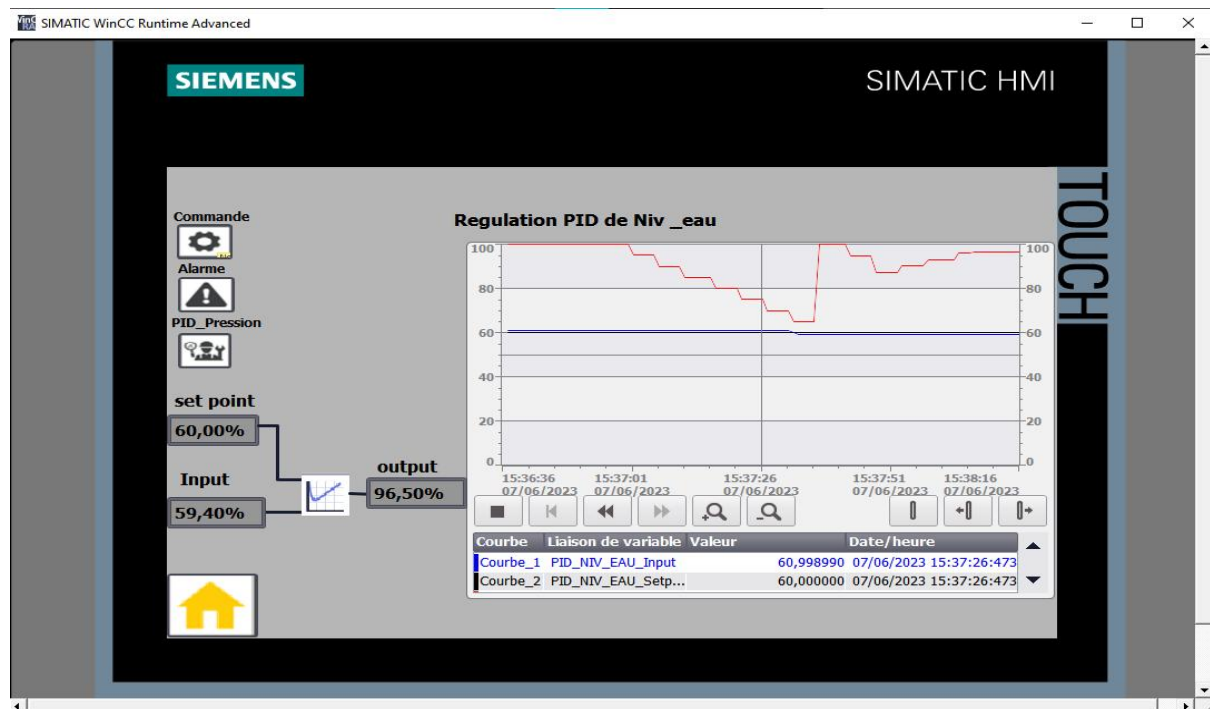 SIMATIC WinCC Runtime Advanced
SIEMENS
SIMATIC HMI
TOUCH
Commande
Alarme
PID_Pression
Regulation PID de Niv _eau
100 100
80 80
60 60
40 40
20 20
0 0
15:36:36 15:37:01 15:37:26 15:37:51 15:38:16
07/06/2023 07/06/2023 07/06/2023 07/06/2023 07/06/2023
set point
60,00%
Input
59,40%
output
96,50%
Courbe Liaison de variable Valeur Date/heure
Courbe_1 PID_NIV_EAU_Input 60,998990 07/06/2023 15:37:26:473
Courbe_2 PID_NIV_EAU_Setp... 60,000000 07/06/2023 15:37:26:473